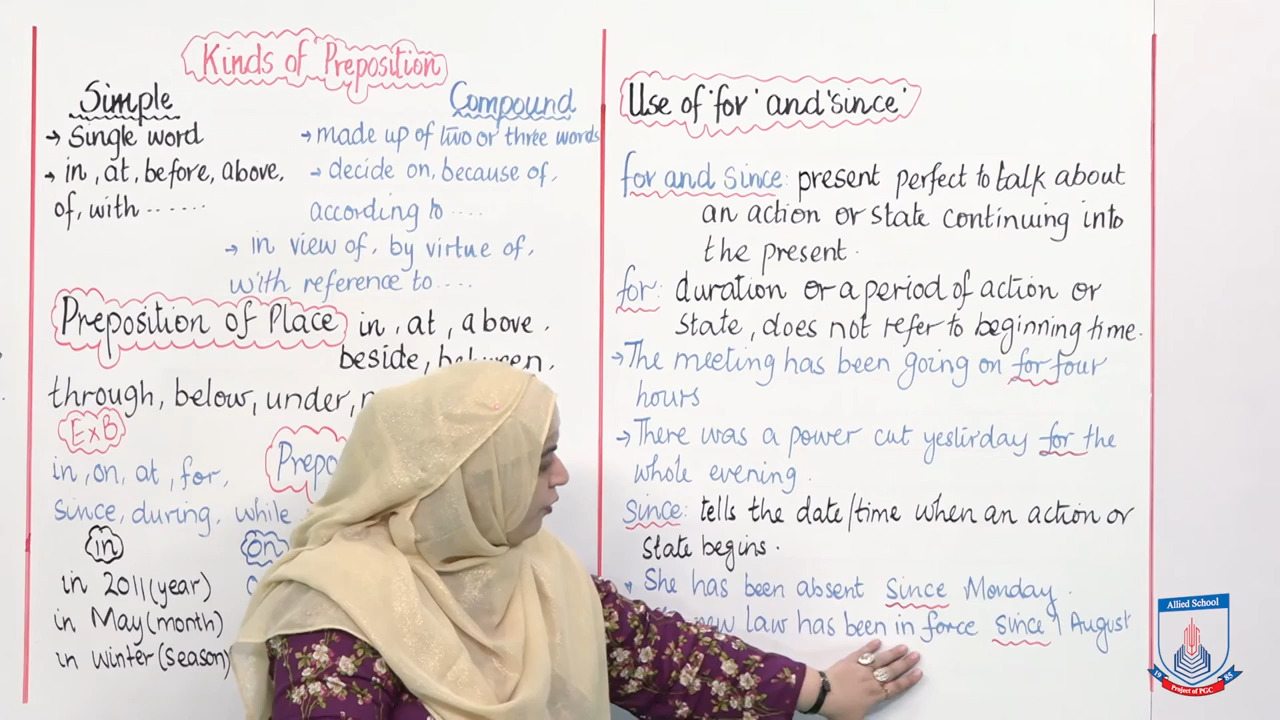 Kinds of Preposition
Simple
→ Single word
→ in, at, before, above,
of, with ......
Compound
→ made up of two or three words
→ decide on, because of,
according to ....
→ in view of, by virtue of,
with reference to ....
Preposition of Place in, at, above,
beside, between,
through, below, under,
ExB
in, on, at, for,
since, during, while
in
in 2011 (year)
in May (month)
in winter (season)
on
Use of 'for' and 'since'
for and since: present perfect to talk about
an action or state continuing into
the present.
for: duration or a period of action or
state, does not refer to beginning time.
→ The meeting has been going on for four
hours
→ There was a power cut yestirday for the
whole evening.
Since: tells the date/time when an action or
state begins.
She has been absent since Monday.
new law has been in force since 1 August
Allied School
19 85
Project of PGC